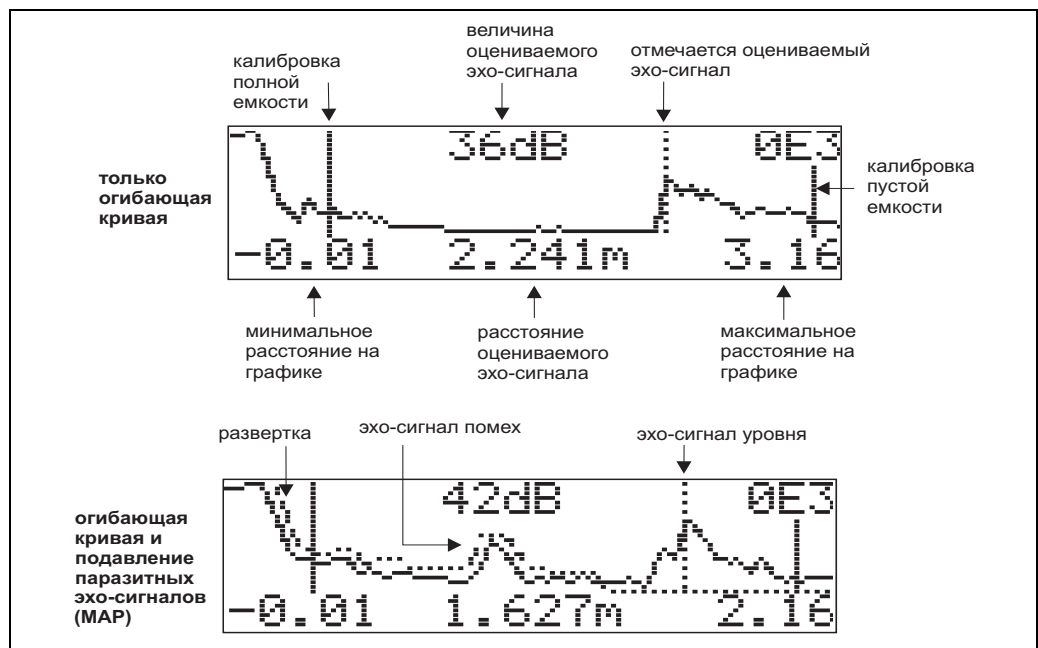 величина
оцениваемого
эхо-сигнала
отмечается оцениваемый
эхо-сигнал
калибровка
полной
емкости
36dB
0E3
только
огибающая
кривая
калибровка
пустой
емкости
-0.01 2.241m 3.16
минимальное
расстояние на
графике
расстояние
оцениваемого
эхо-сигнала
максимальное
расстояние на
графике
развертка
эхо-сигнал помех
эхо-сигнал уровня
42dB
0E3
огибающая
кривая и
подавление
паразитных
эхо-сигналов
(MAP)
-0.01 1.627m 2.16